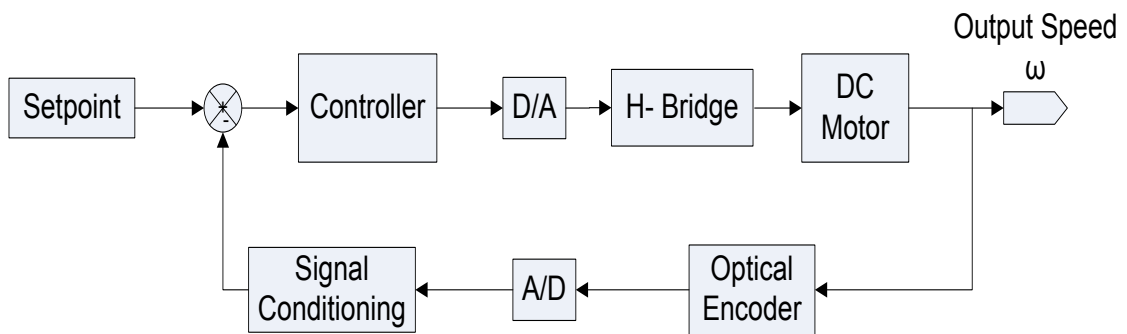 Output Speed
ω
Setpoint
+
-
Controller
D/A
H- Bridge
DC
Motor
Signal
Conditioning
A/D
Optical
Encoder